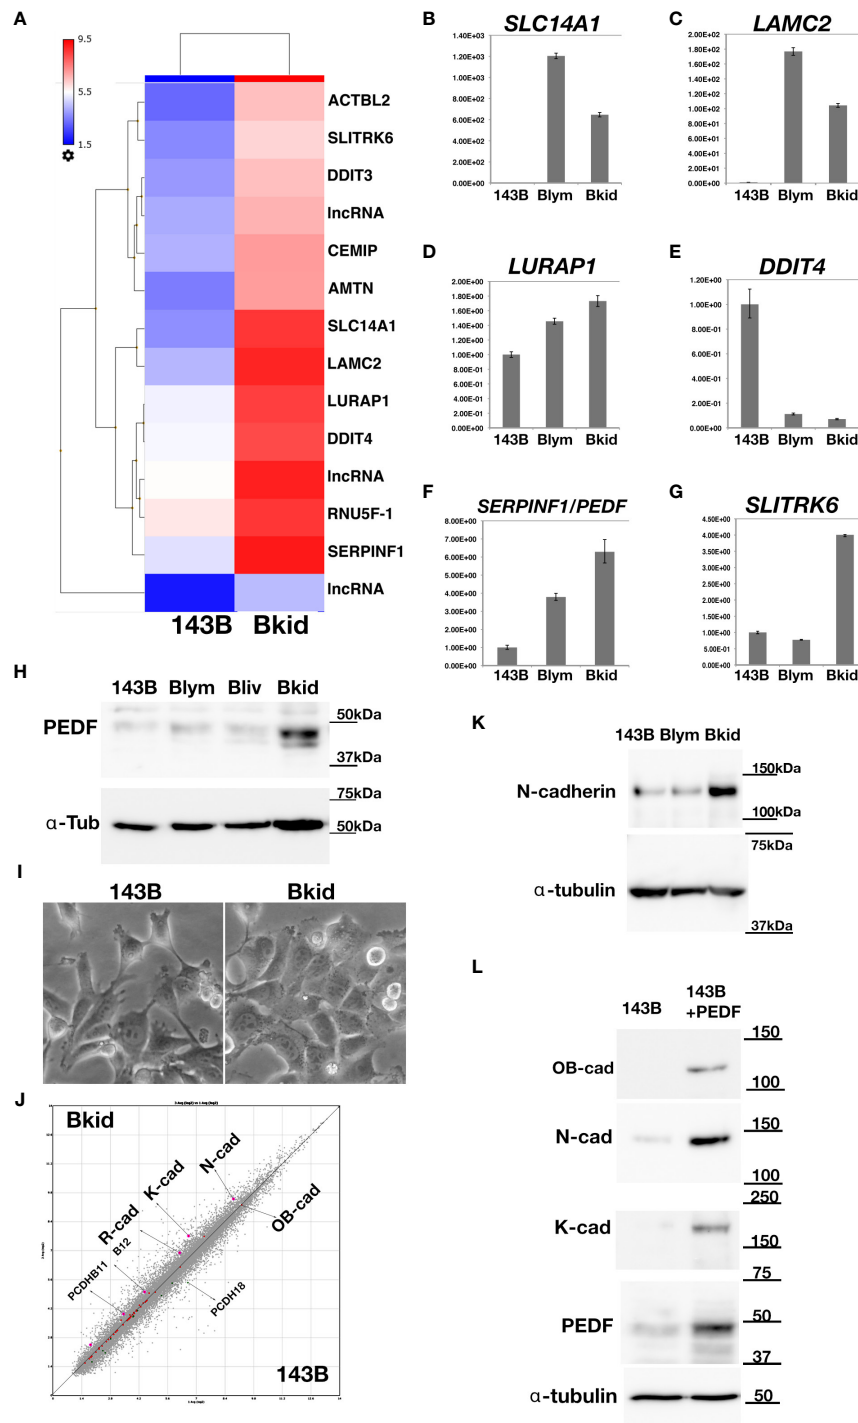 A
9.5
5.5
1.5
ACTBL2
SLITRK6
DDIT3
lncRNA
CEMIP
AMTN
SLC14A1
LAMC2
LURAP1
DDIT4
lncRNA
RNU5F-1
SERPINF1
lncRNA
143B Bkid
B
SLC14A1
1.40E+03
1.20E+03
1.00E+03
8.00E+02
6.00E+02
4.00E+02
2.00E+02
0.00E+00
143B Blym Bkid
C
LAMC2
2.00E+02
1.80E+02
1.60E+02
1.40E+02
1.20E+02
1.00E+02
8.00E+01
6.00E+01
4.00E+01
2.00E+01
0.00E+00
143B Blym Bkid
D
LURAP1
2.00E+00
1.80E+00
1.60E+00
1.40E+00
1.20E+00
1.00E+00
8.00E-01
6.00E-01
4.00E-01
2.00E-01
0.00E+00
143B Blym Bkid
E
DDIT4
1.20E+00
1.00E+00
8.00E-01
6.00E-01
4.00E-01
2.00E-01
0.00E+00
143B Blym Bkid
F
SERPINF1/PEDF
8.00E+00
7.00E+00
6.00E+00
5.00E+00
4.00E+00
3.00E+00
2.00E+00
1.00E+00
0.00E+00
143B Blym Bkid
G
SLITRK6
4.50E+00
4.00E+00
3.50E+00
3.00E+00
2.50E+00
2.00E+00
1.50E+00
1.00E+00
5.00E-01
0.00E+00
143B Blym Bkid
H
143B Blym Bliv Bkid
PEDF
50kDa
37kDa
75kDa
α-Tub
50kDa
I
143B Bkid
J
Bkid
N-cad
K-cad
R-cad
B12
PCDHB11
OB-cad
PCDH18
143B
K
143B Blym Bkid
150kDa
N-cadherin
100kDa
75kDa
α-tubulin
37kDa
L
143B
143B
+PEDF
150
OB-cad
100
150
N-cad
100
250
K-cad
150
75
PEDF
50
37
α-tubulin
50